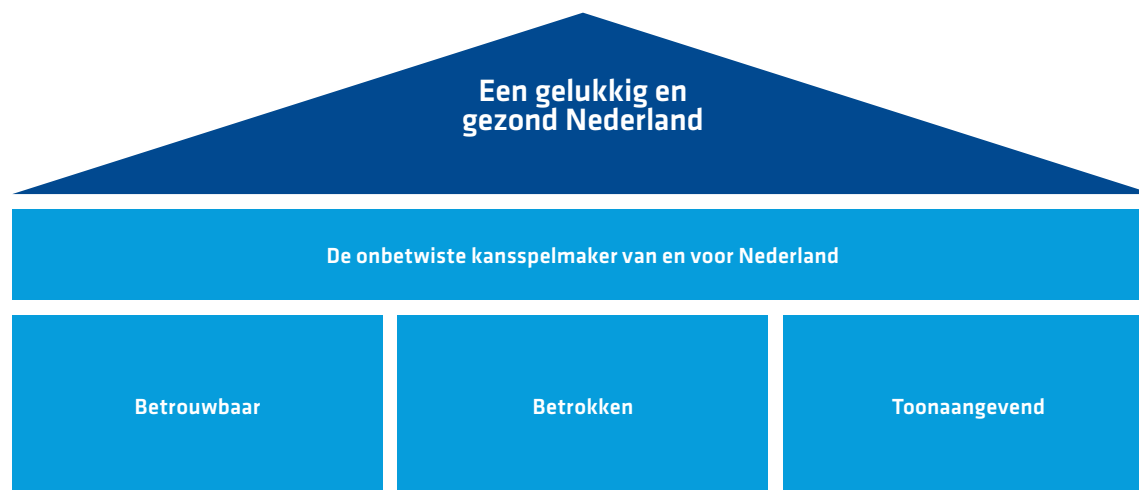 Een gelukkig en
gezond Nederland
De onbetwiste kansspelmaker van en voor Nederland
Betrouwbaar
Betrokken
Toonaangevend